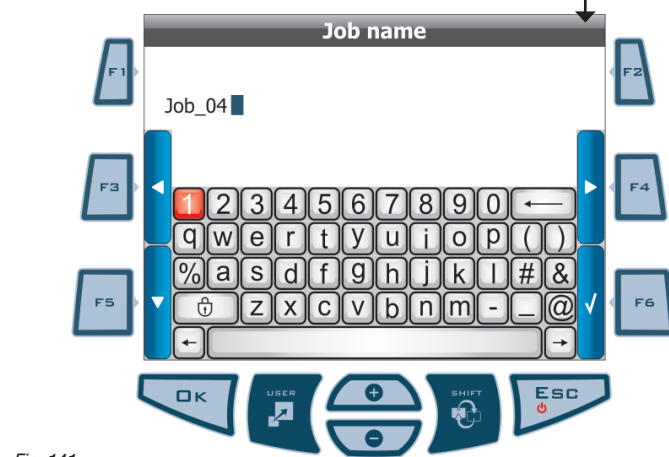 Job name
F1
F2
Job_04
F3
F4
1 2 3 4 5 6 7 8 9 0 ←
q w e r t y u i o p ( )
% a s d f g h j k l # &
z x c v b n m - _ @
← →
F5
√
F6
OK
USER
+
SHIFT
ESC
-